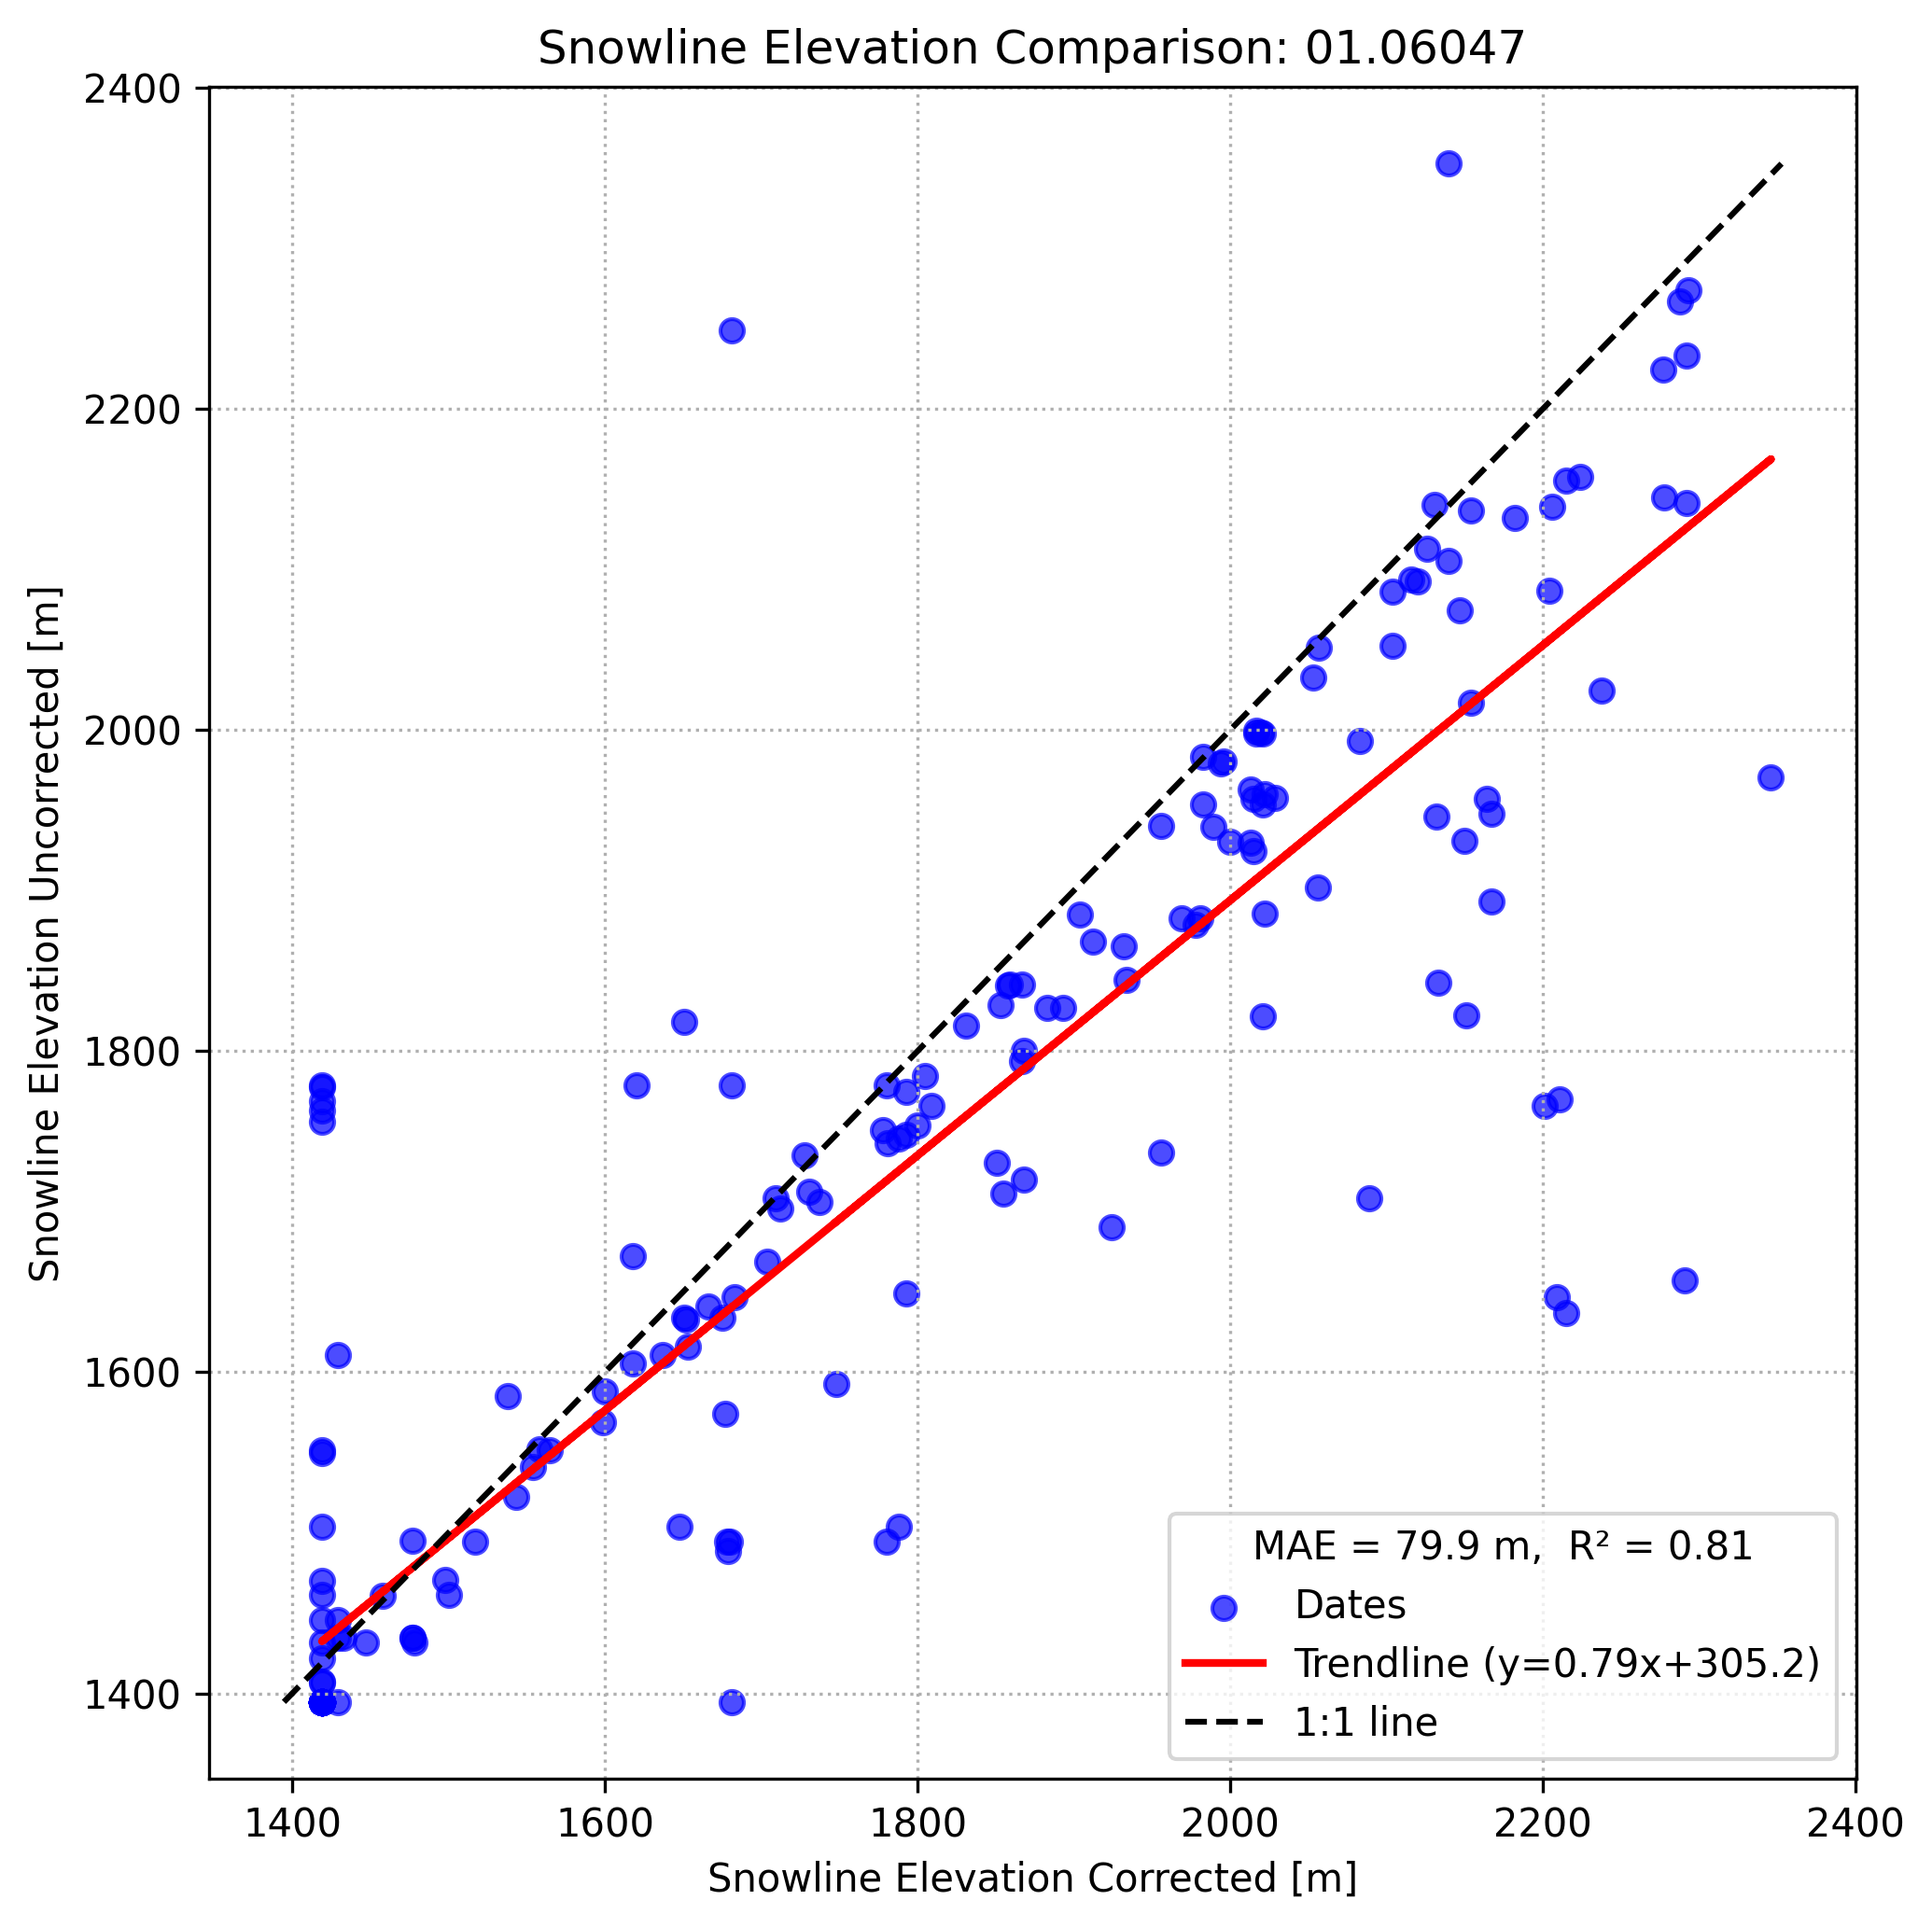 Snowline Elevation Comparison: 01.06047
2400
2200
2000
1800
1600
1400
Snowline Elevation Uncorrected [m]
MAE = 79.9 m,  R² = 0.81
Dates
Trendline (y=0.79x+305.2)
1:1 line
1400 1600 1800 2000 2200 2400
Snowline Elevation Corrected [m]